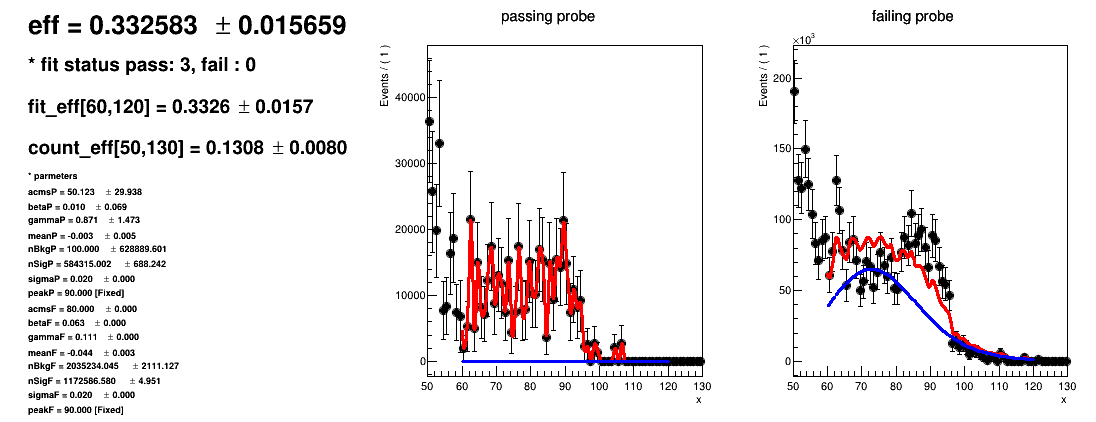 eff = 0.332583 ± 0.015659
* fit status pass: 3, fail : 0
fit_eff[60,120] = 0.3326 ± 0.0157
count_eff[50,130] = 0.1308 ± 0.0080
* parmeters
acmsP = 50.123 ± 29.938
betaP = 0.010 ± 0.069
gammaP = 0.871 ± 1.473
meanP = -0.003 ± 0.005
nBkgP = 100.000 ± 628889.601
nSigP = 584315.002 ± 688.242
sigmaP = 0.020 ± 0.000
peakP = 90.000 [Fixed]
acmsF = 80.000 ± 0.000
betaF = 0.063 ± 0.000
gammaF = 0.111 ± 0.000
meanF = -0.044 ± 0.003
nBkgF = 2035234.045 ± 2111.127
nSigF = 1172586.580 ± 4.951
sigmaF = 0.020 ± 0.000
peakF = 90.000 [Fixed]
passing probe
Events / ( 1 )
40000
30000
20000
10000
0
50 60 70 80 90 100 110 120 130
x
failing probe
×10³
Events / ( 1 )
200
150
100
50
0
50 60 70 80 90 100 110 120 130
x